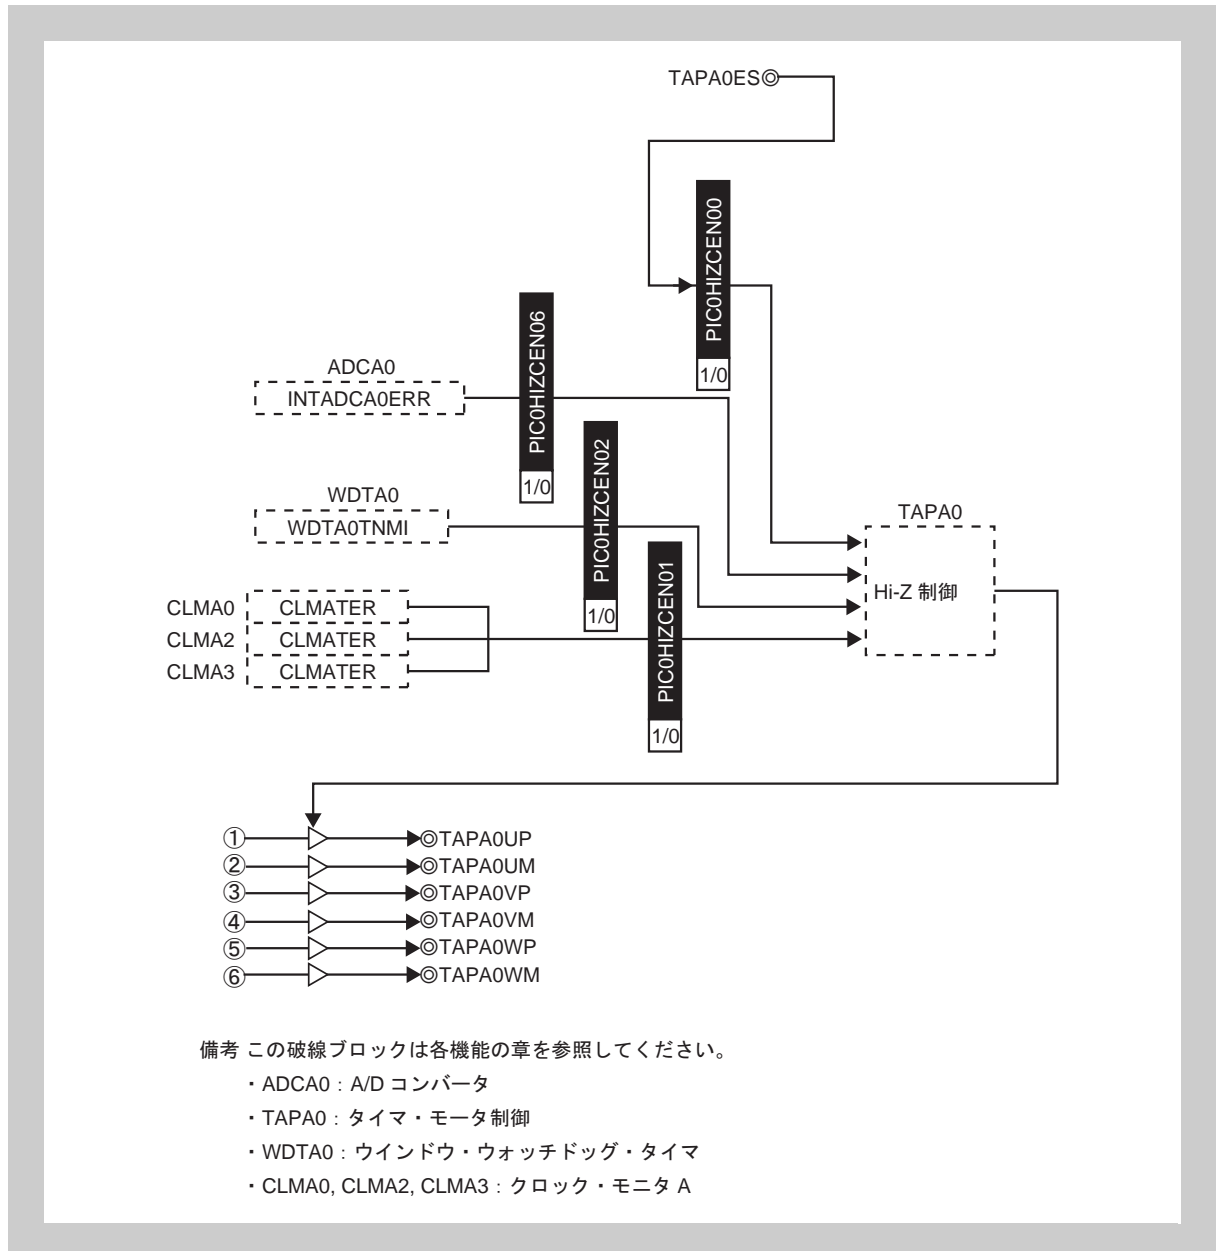 TAPA0ES◎
PIC0HIZCEN00
1/0
PIC0HIZCEN06
1/0
ADCA0
INTADCA0ERR
PIC0HIZCEN02
1/0
WDTA0
WDTA0TNMI
PIC0HIZCEN01
1/0
TAPA0
Hi-Z 制御
CLMA0 CLMATER
CLMA2 CLMATER
CLMA3 CLMATER
① ◎TAPA0UP
② ◎TAPA0UM
③ ◎TAPA0VP
④ ◎TAPA0VM
⑤ ◎TAPA0WP
⑥ ◎TAPA0WM
備考 この破線ブロックは各機能の章を参照してください。
・ADCA0：A/D コンバータ
・TAPA0：タイマ・モータ制御
・WDTA0：ウインドウ・ウォッチドッグ・タイマ
・CLMA0, CLMA2, CLMA3：クロック・モニタ A